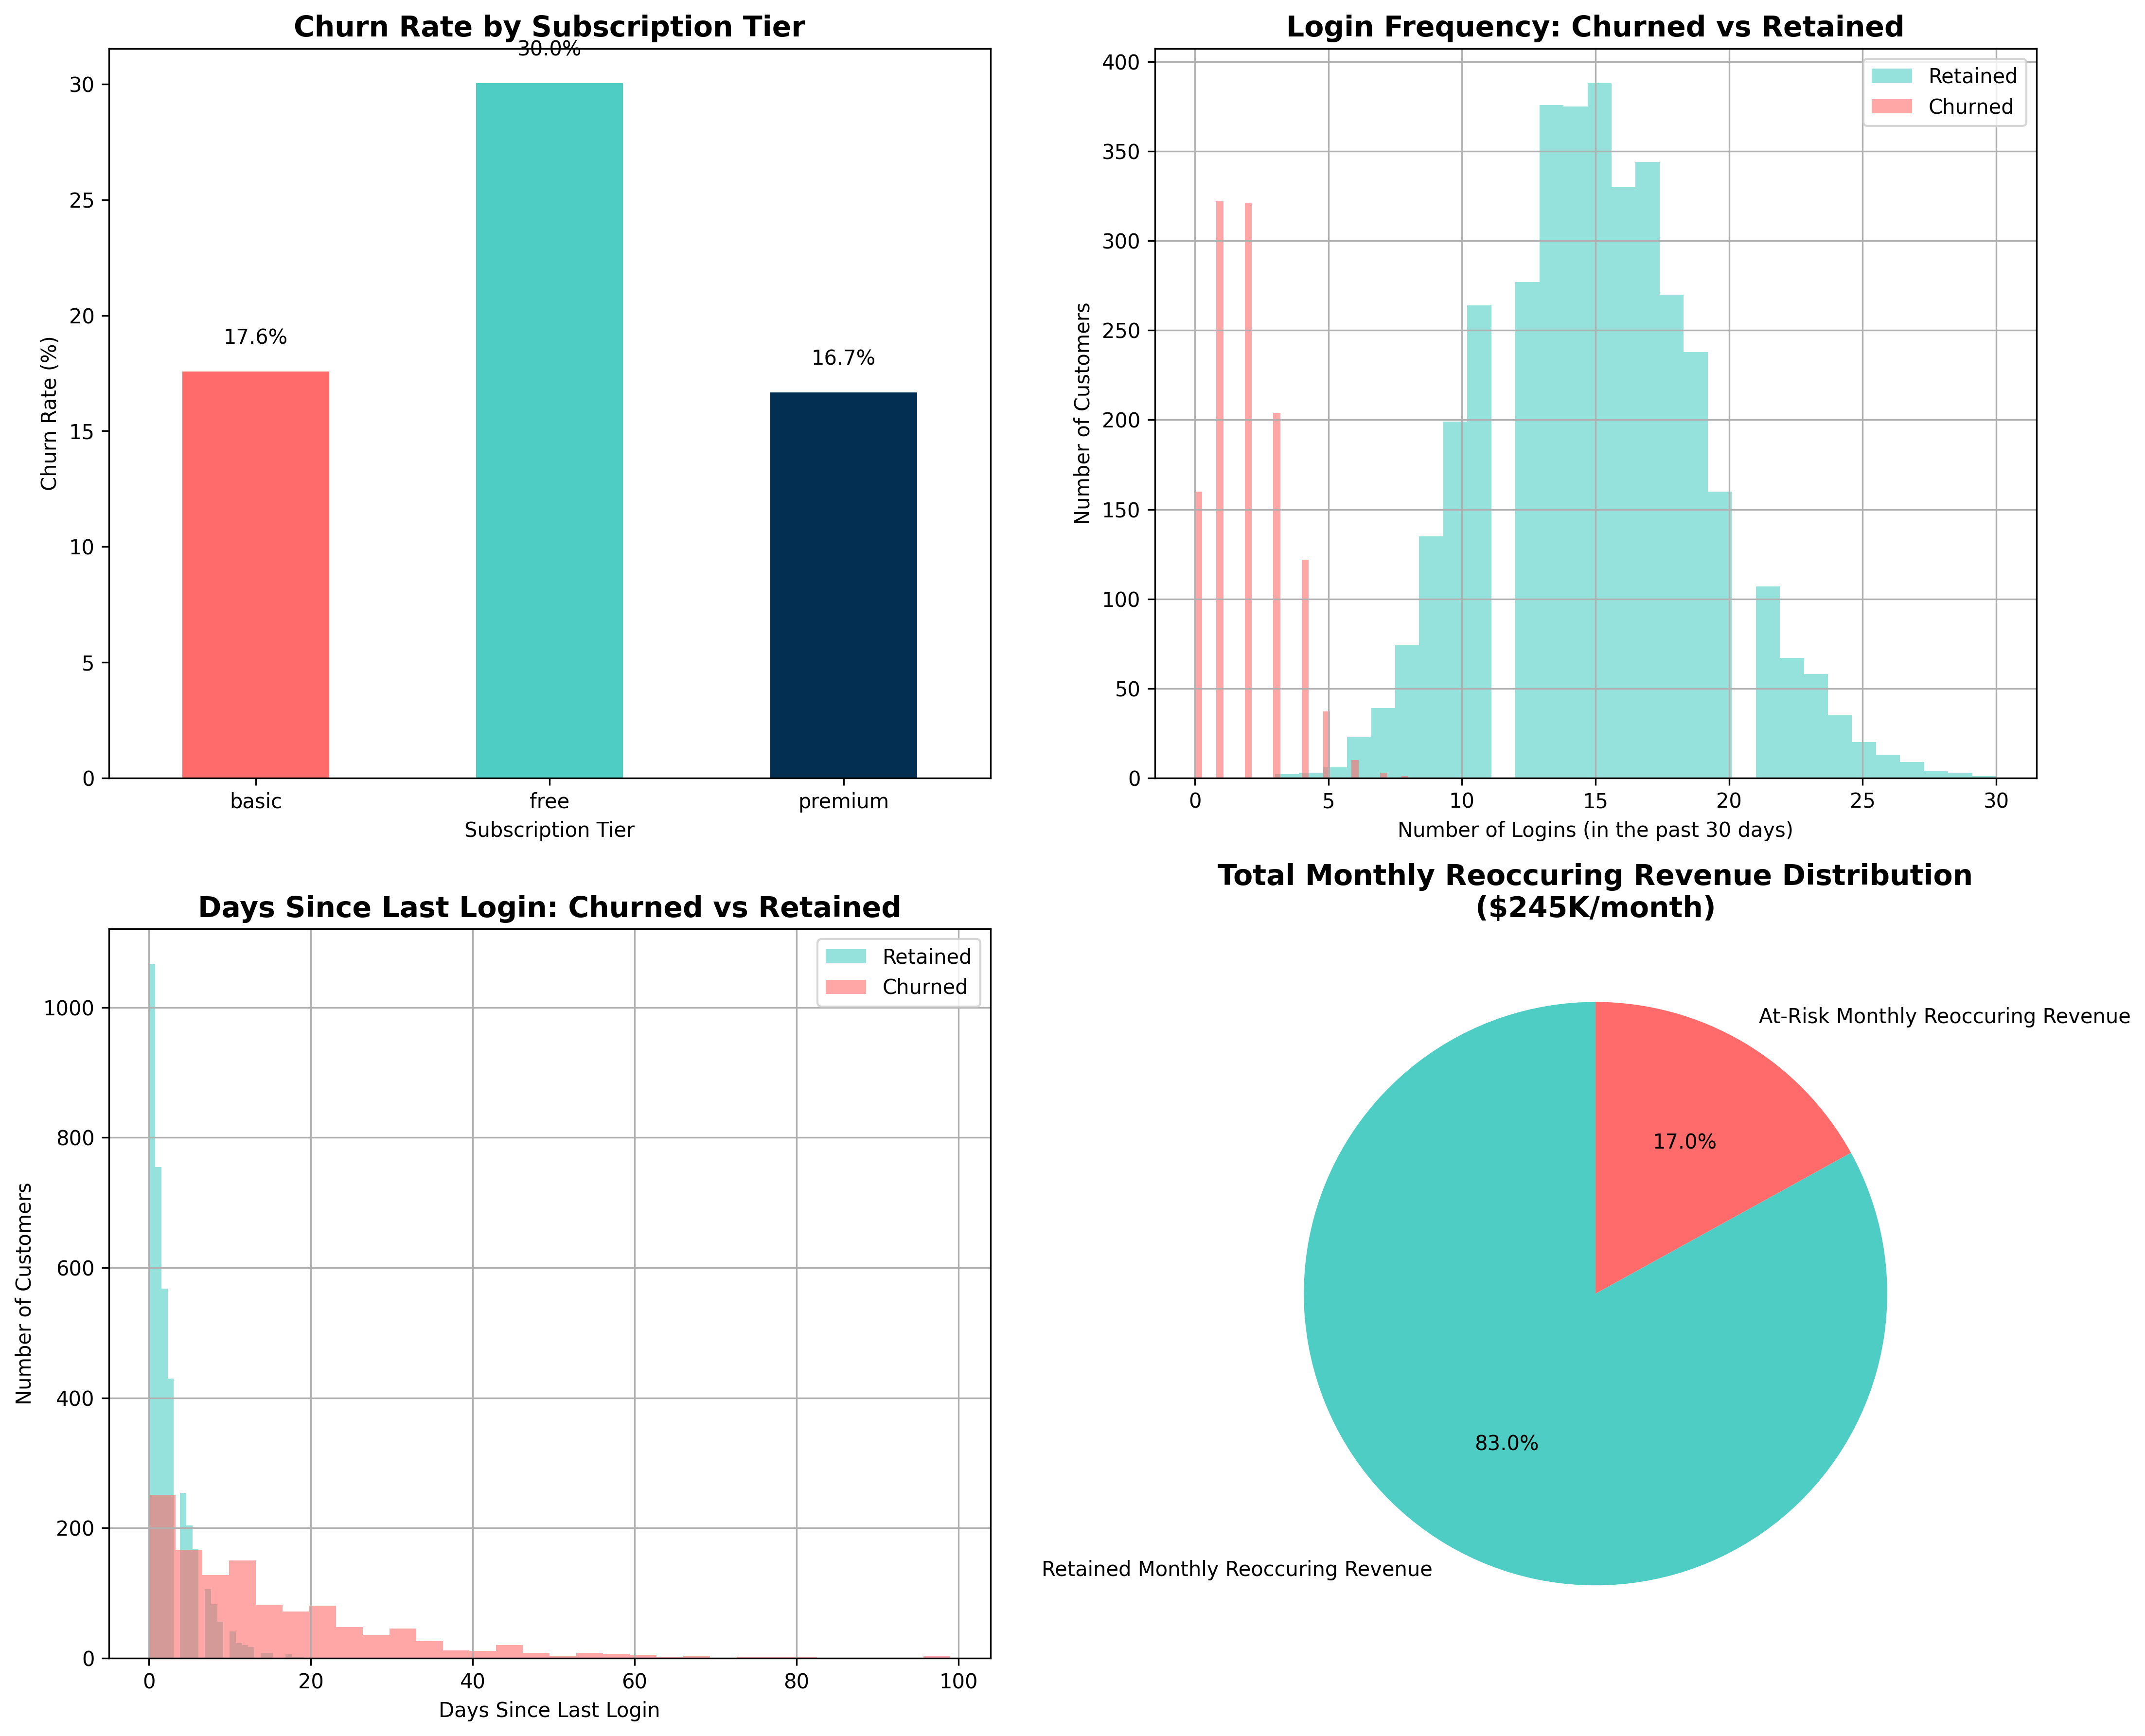 Churn Rate by Subscription Tier
30.0%
30
25
20
15
10
5
0
17.6%
16.7%
Churn Rate (%)
basic
free
premium
Subscription Tier
Login Frequency: Churned vs Retained
400
350
300
250
200
150
100
50
0
Retained
Churned
Number of Customers
0
5
10
15
20
25
30
Number of Logins (in the past 30 days)
Days Since Last Login: Churned vs Retained
1000
800
600
400
200
0
Retained
Churned
Number of Customers
0
20
40
60
80
100
Days Since Last Login
Total Monthly Reoccuring Revenue Distribution
($245K/month)
At-Risk Monthly Reoccuring Revenue
17.0%
83.0%
Retained Monthly Reoccuring Revenue